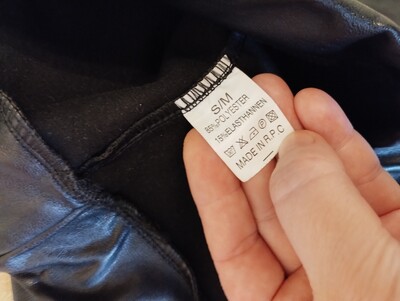 S/M
85%POLYESTER
15%ELASTHANNEN
MADE IN R.P.C